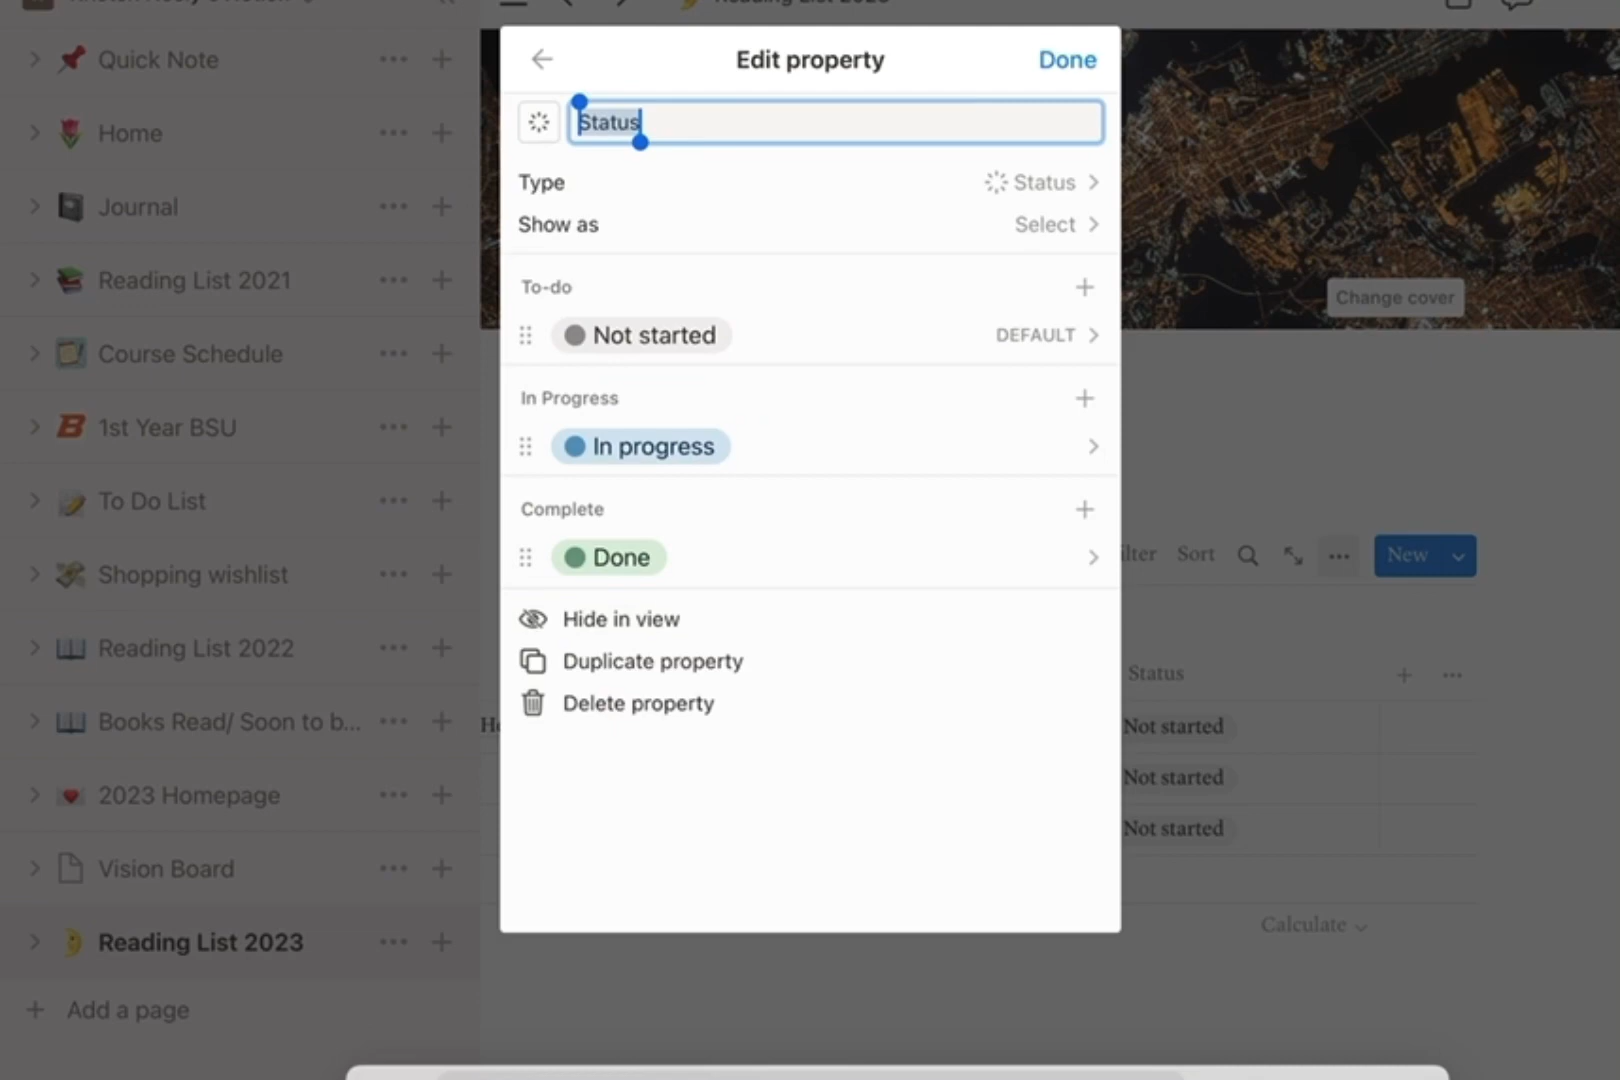 Reading List 2023
Quick Note
Home
Journal
Reading List 2021
Course Schedule
1st Year BSU
To Do List
Shopping wishlist
Reading List 2022
Books Read/ Soon to b...
2023 Homepage
Vision Board
Reading List 2023
Add a page
Edit property
Done
Status
Type
Status
Show as
Select
To-do
Not started
DEFAULT
In Progress
In progress
Complete
Done
Hide in view
Duplicate property
Delete property
Change cover
Sort
New
Status
Not started
Not started
Not started
Calculate